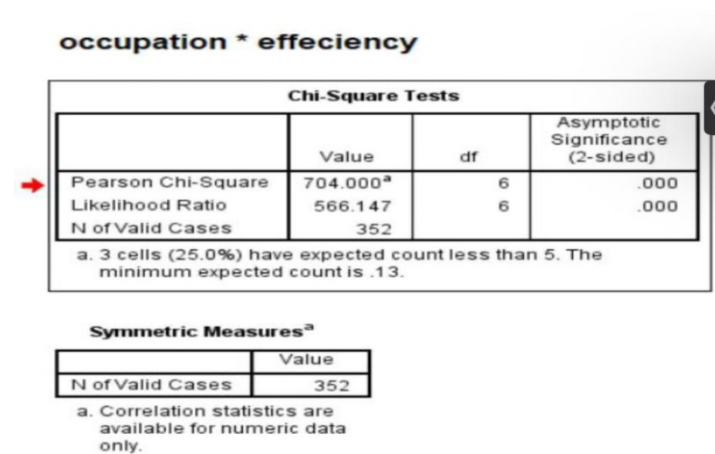 occupation * effeciency
Chi-Square Tests
Value df Asymptotic Significance (2-sided)
Pearson Chi-Square 704.000a 6 .000
Likelihood Ratio 566.147 6 .000
N of Valid Cases 352
a. 3 cells (25.0%) have expected count less than 5. The
minimum expected count is .13.
Symmetric Measuresa
Value
N of Valid Cases 352
a. Correlation statistics are
available for numeric data
only.